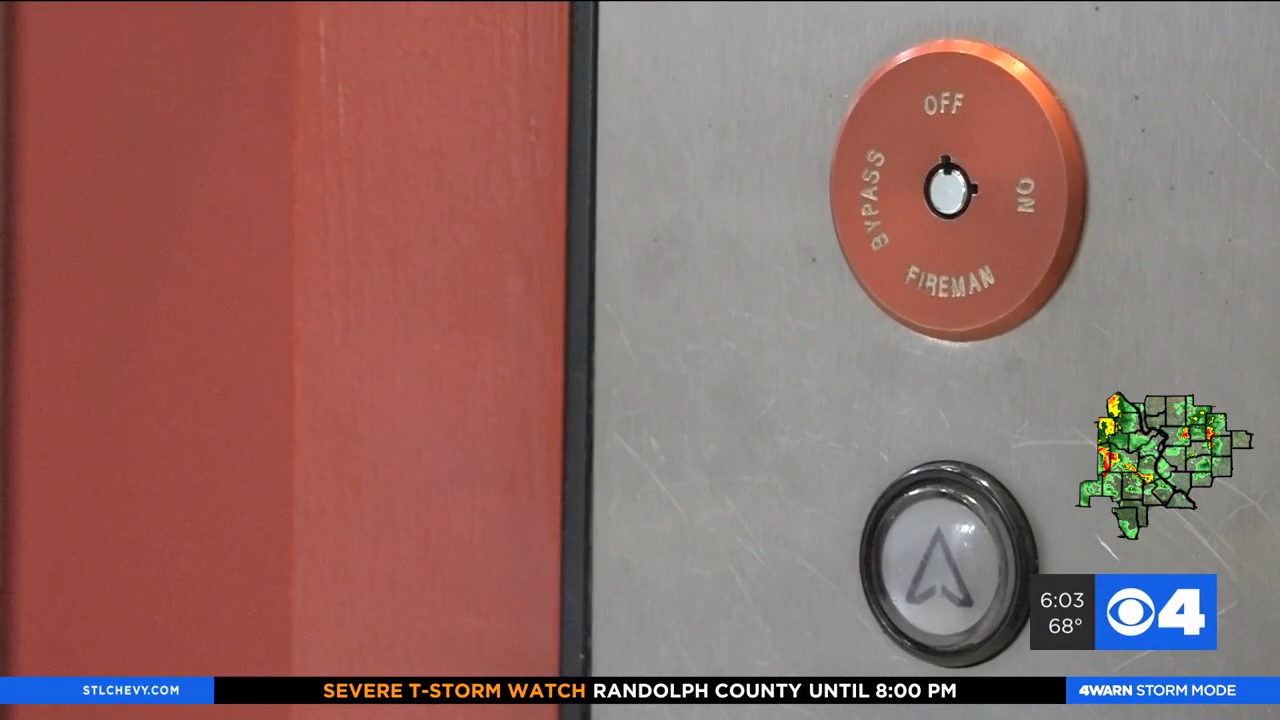 OFF
BYPASS
ON
FIREMAN
6:03
68°
4
STLCHEVY.COM
SEVERE T-STORM WATCH RANDOLPH COUNTY UNTIL 8:00 PM
4WARN STORM MODE